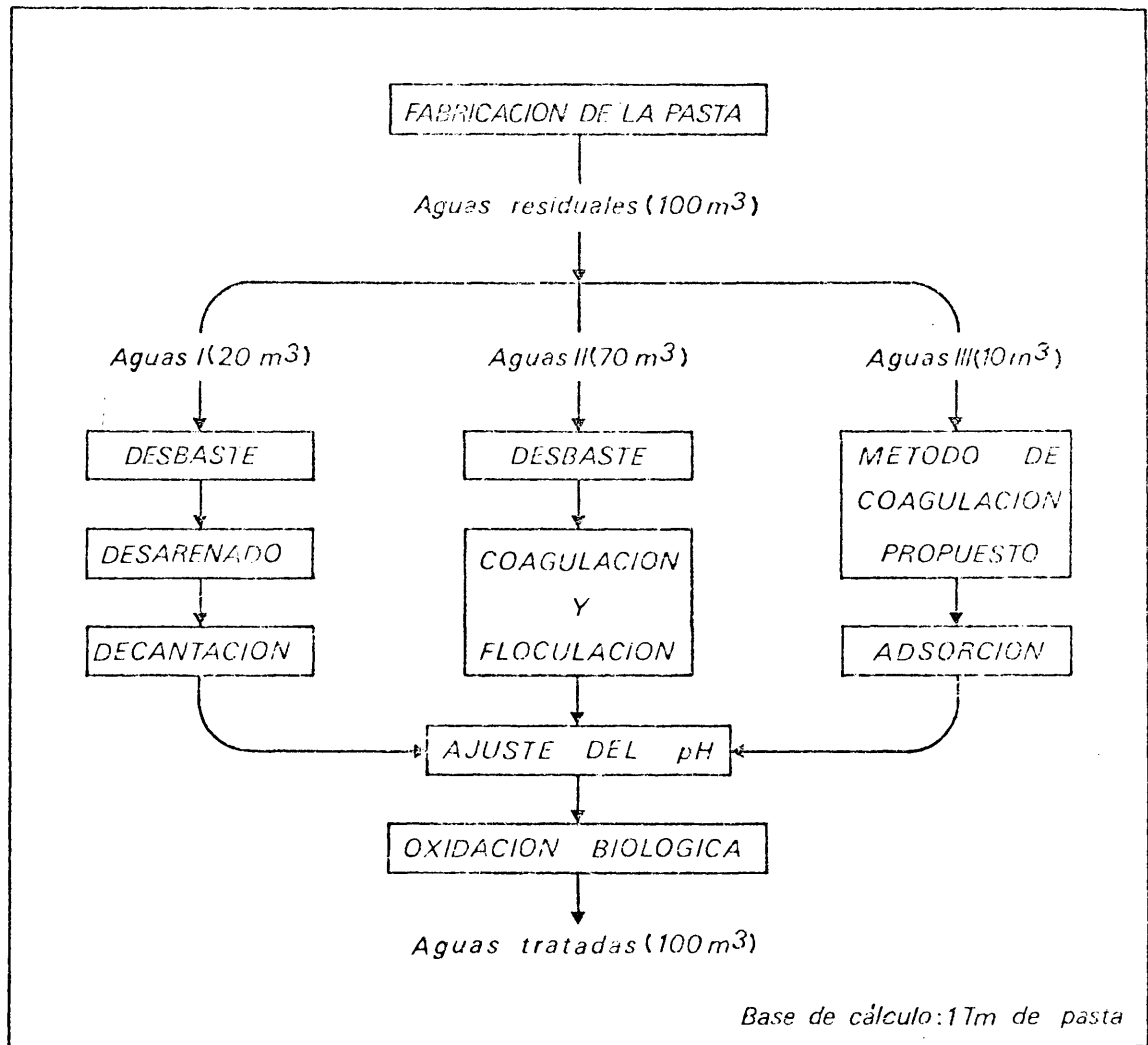 FABRICACION DE LA PASTA
Aguas residuales (100 m³)
Aguas I (20 m³)
Aguas II (70 m³)
Aguas III (10 m³)
DESBASTE
DESARENADO
DECANTACION
DESBASTE
COAGULACION
Y
FLOCULACION
METODO DE
COAGULACION
PROPUESTO
ADSORCION
AJUSTE DEL pH
OXIDACION BIOLOGICA
Aguas tratadas (100 m³)
Base de cálculo: 1 Tm de pasta